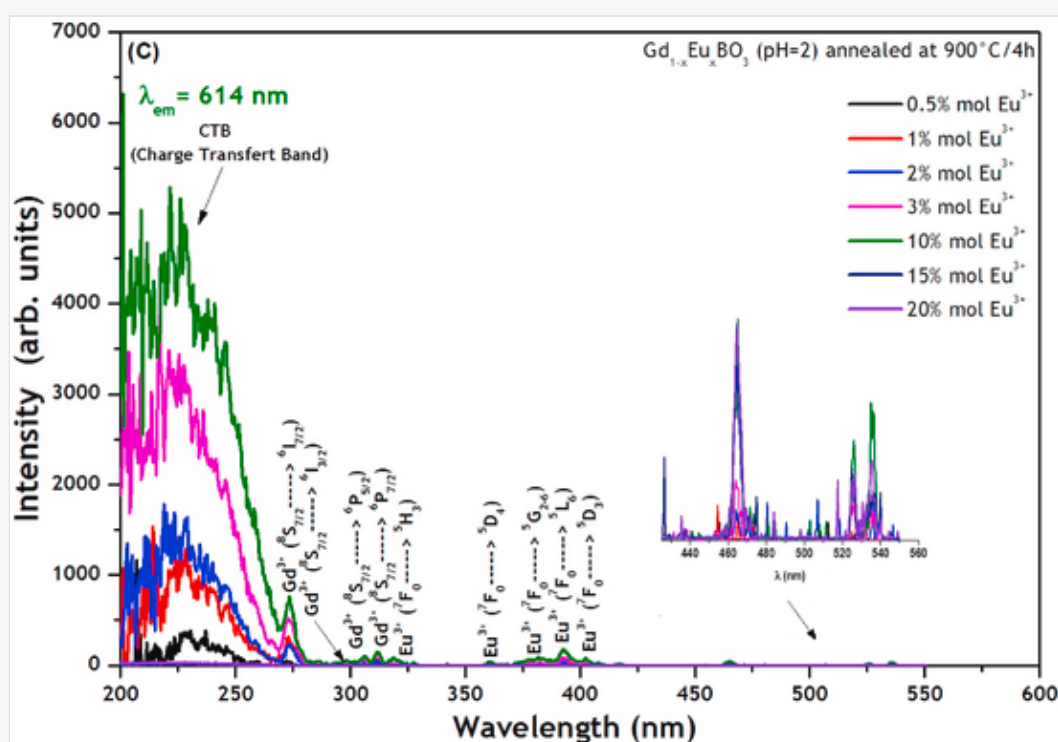 (C)
Gd1-xEuxBO3 (pH=2) annealed at 900°C/4h
λem= 614 nm
CTB
(Charge Transfert Band)
0.5% mol Eu3+
1% mol Eu3+
2% mol Eu3+
3% mol Eu3+
10% mol Eu3+
15% mol Eu3+
20% mol Eu3+
Intensity (arb. units)
7000
6000
5000
4000
3000
2000
1000
0
Gd3+ (8S7/2 ------> 6I7/2)
Gd3+ (8S7/2 ------> 6I3/2)
Gd3+ (8S7/2 ------> 6P5/2)
Gd3+ (8S7/2 ------> 6P7/2)
Eu3+ (7F0 -----> 5H3)
Eu3+ (7F0 -----> 5D4)
Eu3+ (7F0 -----> 5G2-6)
Eu3+ (7F0 -----> 5L6)
Eu3+ (7F0 -----> 5D3)
440 460 480 500 520 540 560
λ (nm)
200 250 300 350 400 450 500 550 600
Wavelength (nm)